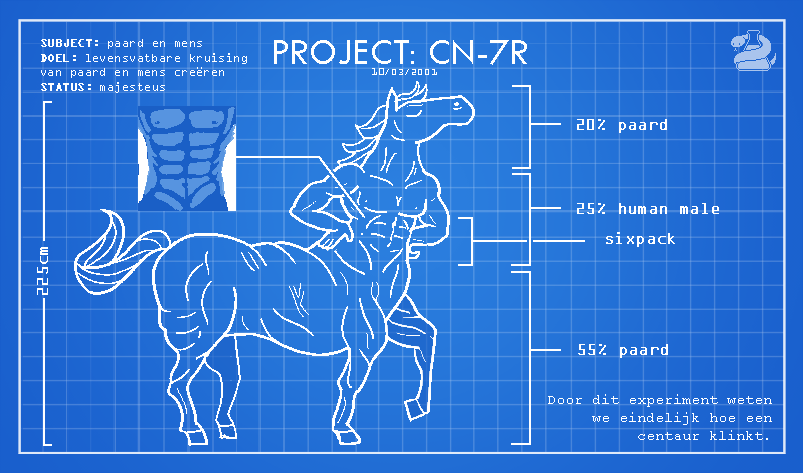 SUBJECT: paard en mens
DOEL: levensvatbare kruising
van paard en mens creëren
STATUS: majesteus
PROJECT: CN-7R
10/03/2001
20% paard
25% human male
sixpack
225cm
55% paard
Door dit experiment weten
we eindelijk hoe een
centaur klinkt.